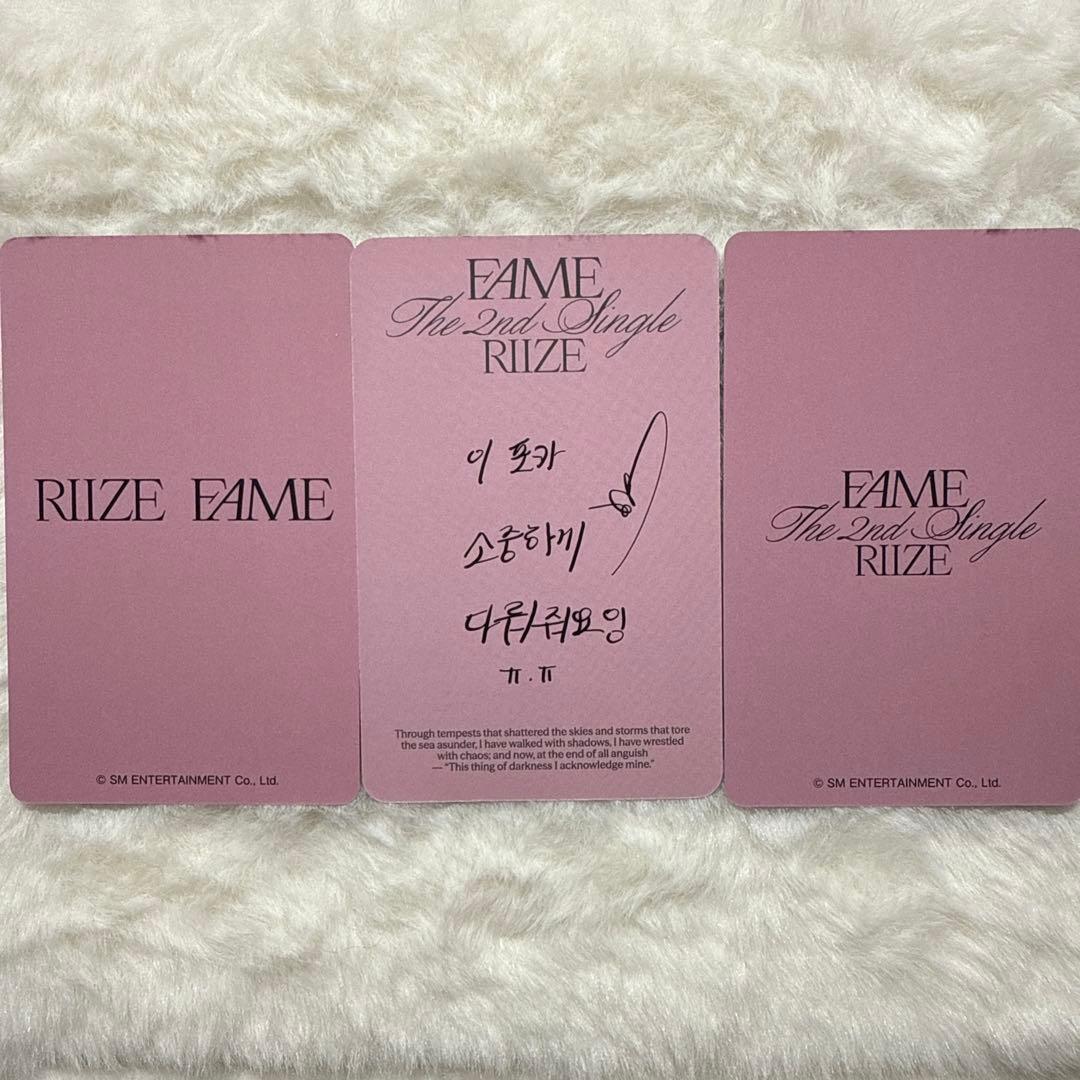 RIIZE FAME
© SM ENTERTAINMENT Co., Ltd.
FAME
The 2nd Single
RIIZE
이 포카
소중하게
다뤄줘요잉
ㅠ.ㅠ
Through tempests that shattered the skies and storms that tore
the sea asunder, I have walked with shadows, I have wrestled
with chaos; and now, at the end of all anguish
— “This thing of darkness I acknowledge mine.”
FAME
The 2nd Single
RIIZE
© SM ENTERTAINMENT Co., Ltd.